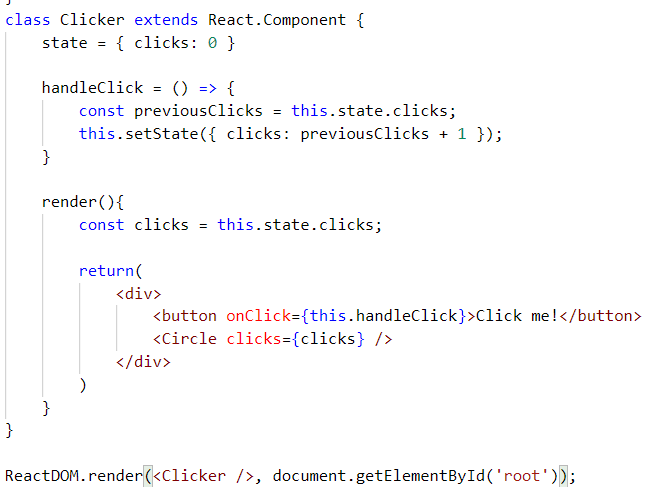 }
class Clicker extends React.Component {
    state = { clicks: 0 }

    handleClick = () => {
        const previousClicks = this.state.clicks;
        this.setState({ clicks: previousClicks + 1 });
    }

    render(){
        const clicks = this.state.clicks;

        return(
            <div>
                <button onClick={this.handleClick}>Click me!</button>
                <Circle clicks={clicks} />
            </div>
        )
    }
}

ReactDOM.render(<Clicker />, document.getElementById('root'));